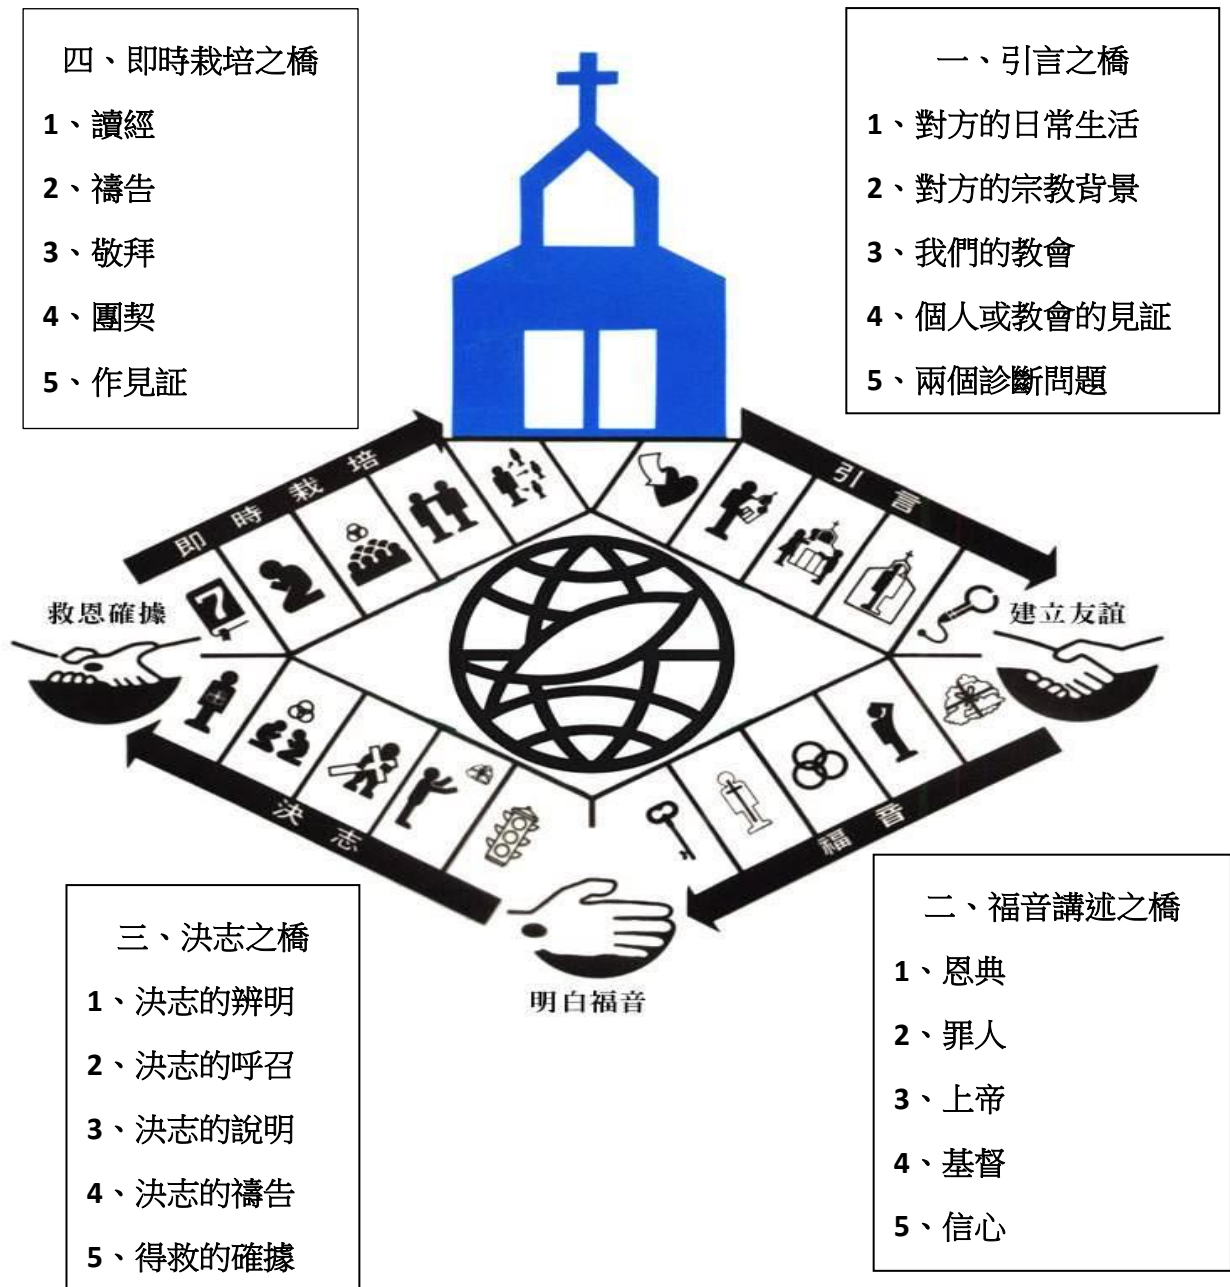 四、即時栽培之橋
1、讀經
2、禱告
3、敬拜
4、團契
5、作見証
一、引言之橋
1、對方的日常生活
2、對方的宗教背景
3、我們的教會
4、個人或教會的見証
5、兩個診斷問題
即時栽培
引言
7
救恩確據
建立友誼
決志
福音
明白福音
三、決志之橋
1、決志的辨明
2、決志的呼召
3、決志的說明
4、決志的禱告
5、得救的確據
二、福音講述之橋
1、恩典
2、罪人
3、上帝
4、基督
5、信心